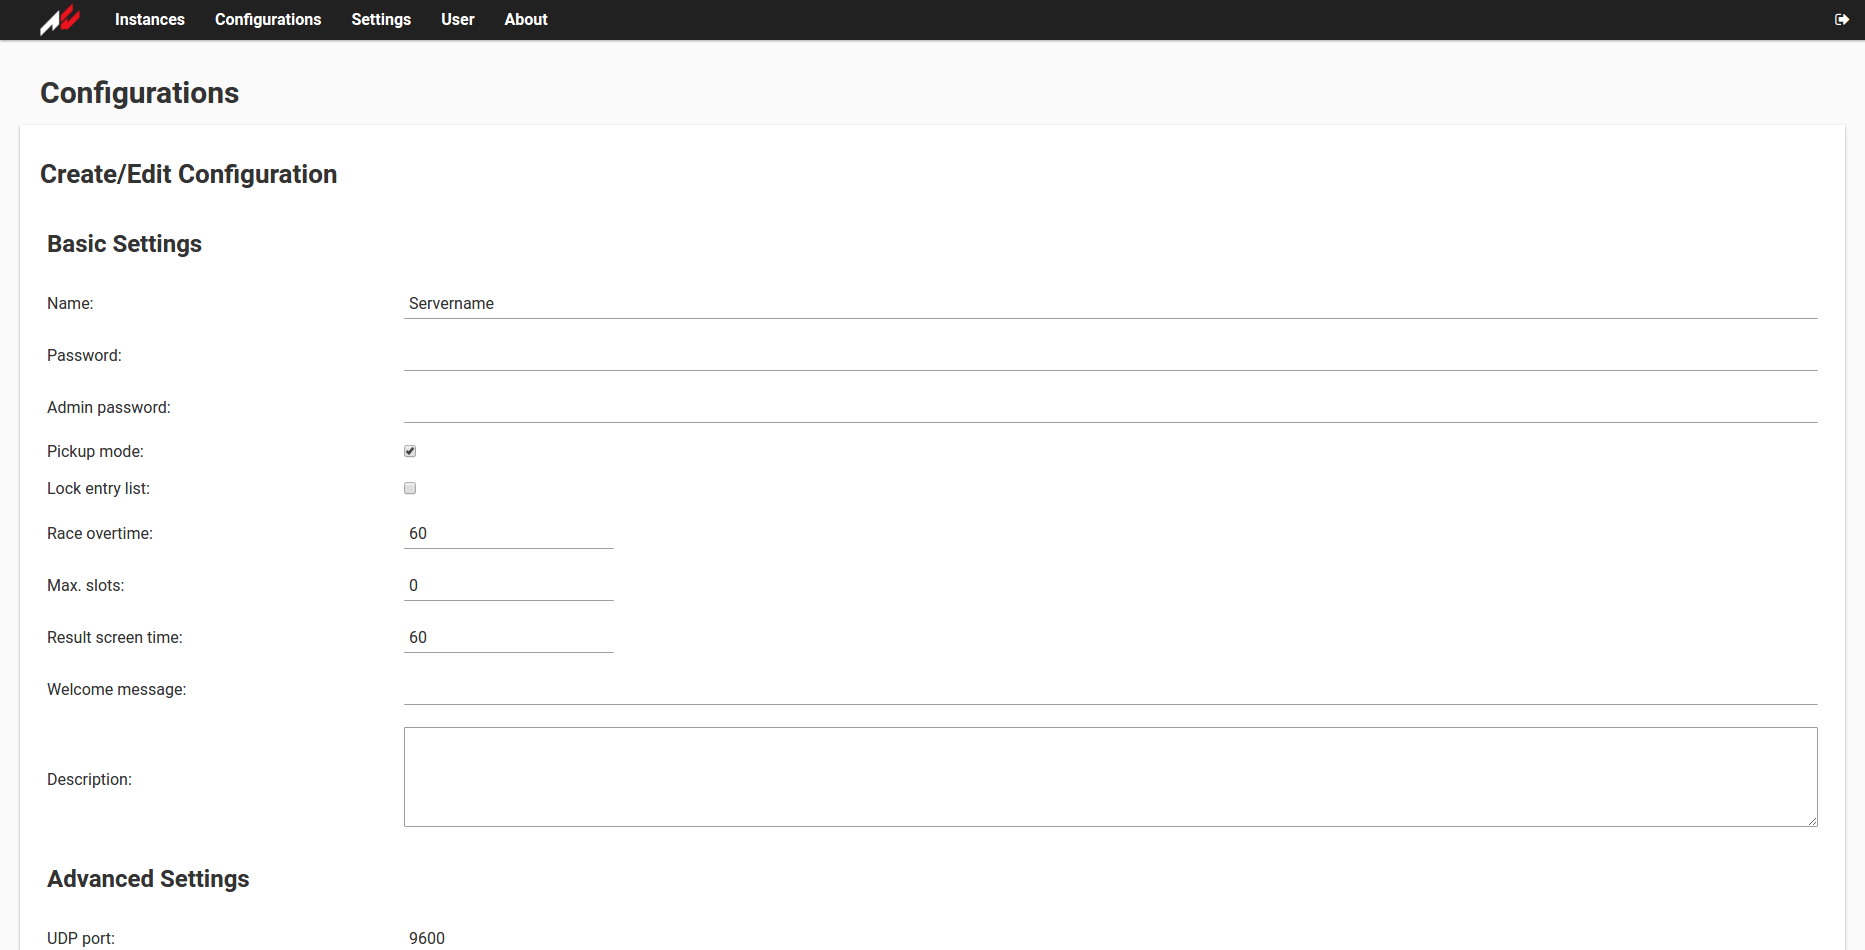 Instances Configurations Settings User About
Configurations
Create/Edit Configuration
Basic Settings
Name: Servername
Password:
Admin password:
Pickup mode:
Lock entry list:
Race overtime: 60
Max. slots: 0
Result screen time: 60
Welcome message:
Description:
Advanced Settings
UDP port: 9600